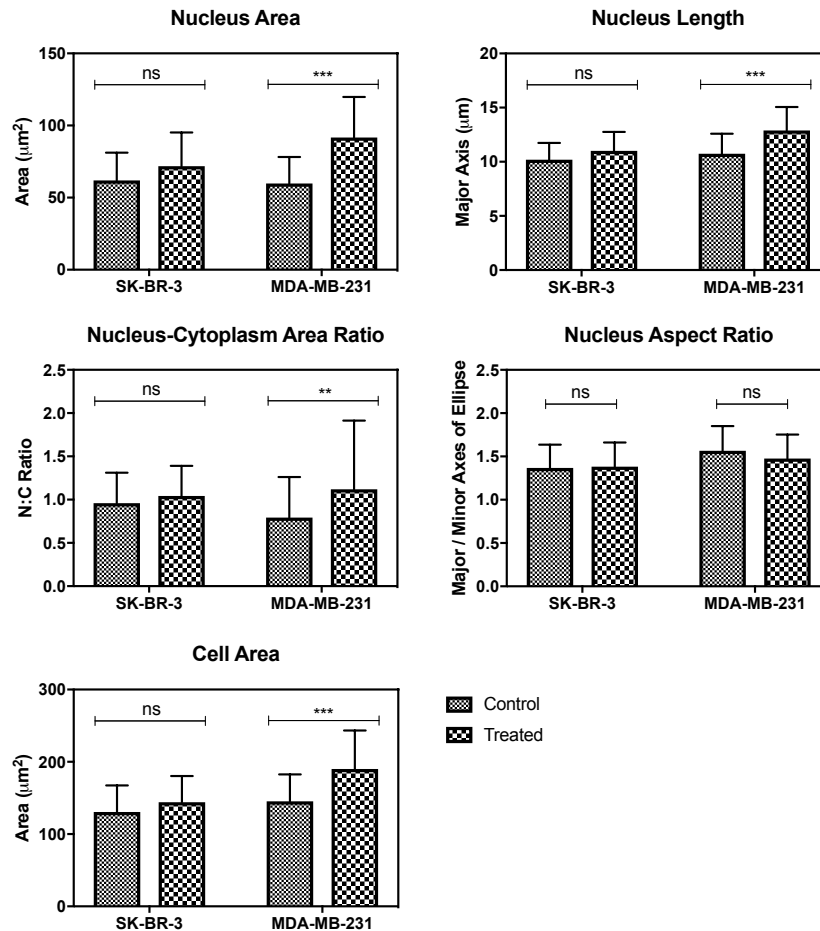 Nucleus Area
Area (μm²)
150
100
50
0
ns
***
SK-BR-3
MDA-MB-231
Nucleus Length
Major Axis (μm)
20
15
10
5
0
ns
***
SK-BR-3
MDA-MB-231
Nucleus-Cytoplasm Area Ratio
N:C Ratio
2.5
2.0
1.5
1.0
0.5
0.0
ns
**
SK-BR-3
MDA-MB-231
Nucleus Aspect Ratio
Major / Minor Axes of Ellipse
2.5
2.0
1.5
1.0
0.5
0.0
ns
ns
SK-BR-3
MDA-MB-231
Cell Area
Area (μm²)
300
200
100
0
ns
***
SK-BR-3
MDA-MB-231
Control
Treated